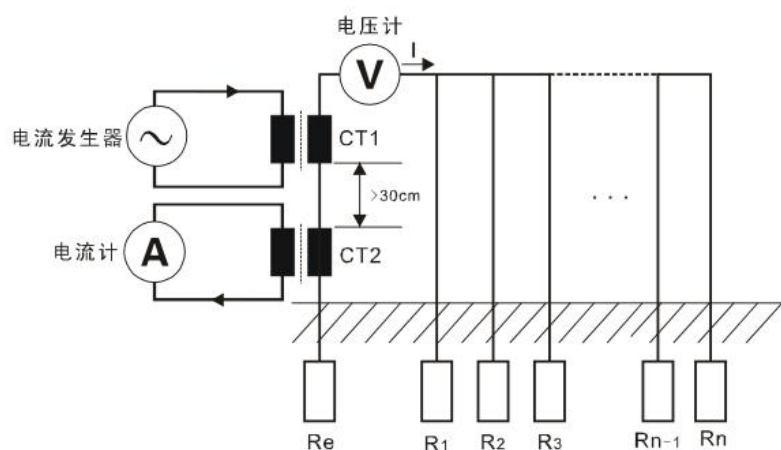 电压计
I
V
电流发生器
CT1
>30cm
电流计
A
CT2
...
Re
R1
R2
R3
Rn-1
Rn